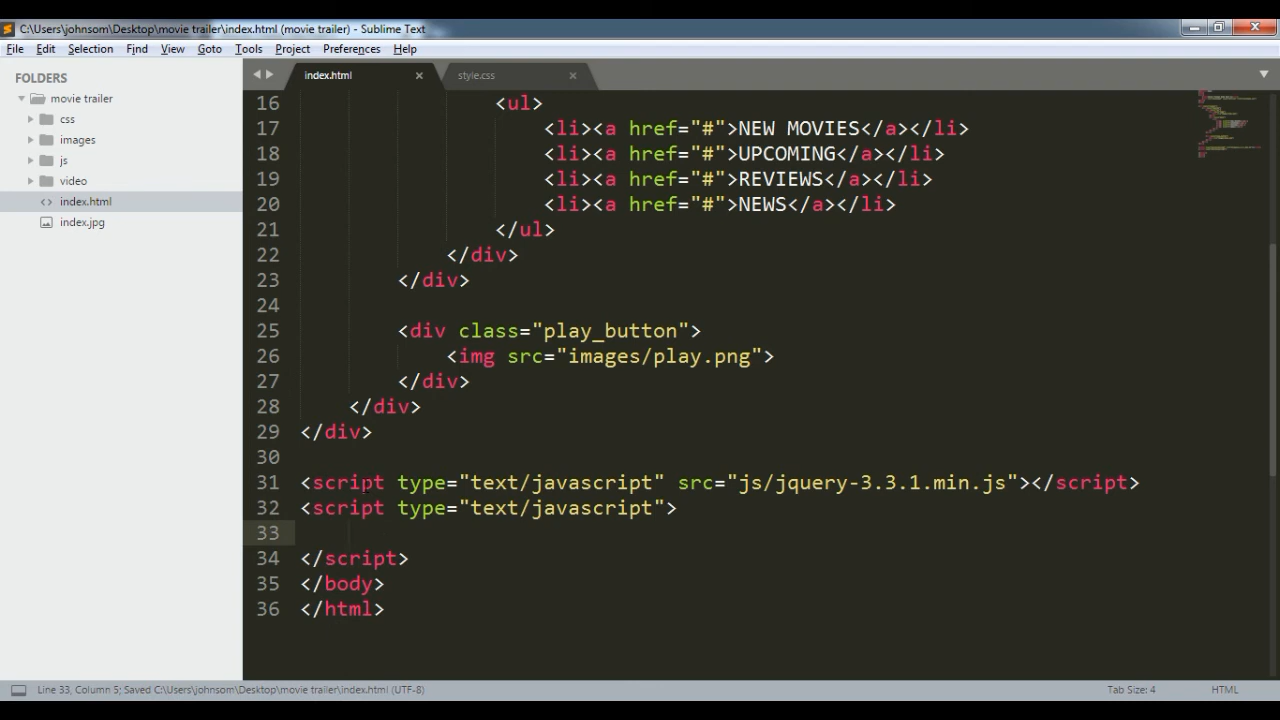 C:\Users\johnsom\Desktop\movie trailer\index.html (movie trailer) - Sublime Text
File Edit Selection Find View Goto Tools Project Preferences Help
FOLDERS
movie trailer
css
images
js
video
<> index.html
index.jpg
index.html × style.css ×
16 <ul>
17 <li><a href="#">NEW MOVIES</a></li>
18 <li><a href="#">UPCOMING</a></li>
19 <li><a href="#">REVIEWS</a></li>
20 <li><a href="#">NEWS</a></li>
21 </ul>
22 </div>
23 </div>
24
25 <div class="play_button">
26 <img src="images/play.png">
27 </div>
28 </div>
29 </div>
30
31 <script type="text/javascript" src="js/jquery-3.3.1.min.js"></script>
32 <script type="text/javascript">
33
34 </script>
35 </body>
36 </html>
Line 33, Column 5; Saved C:\Users\johnsom\Desktop\movie trailer\index.html (UTF-8) Tab Size: 4 HTML